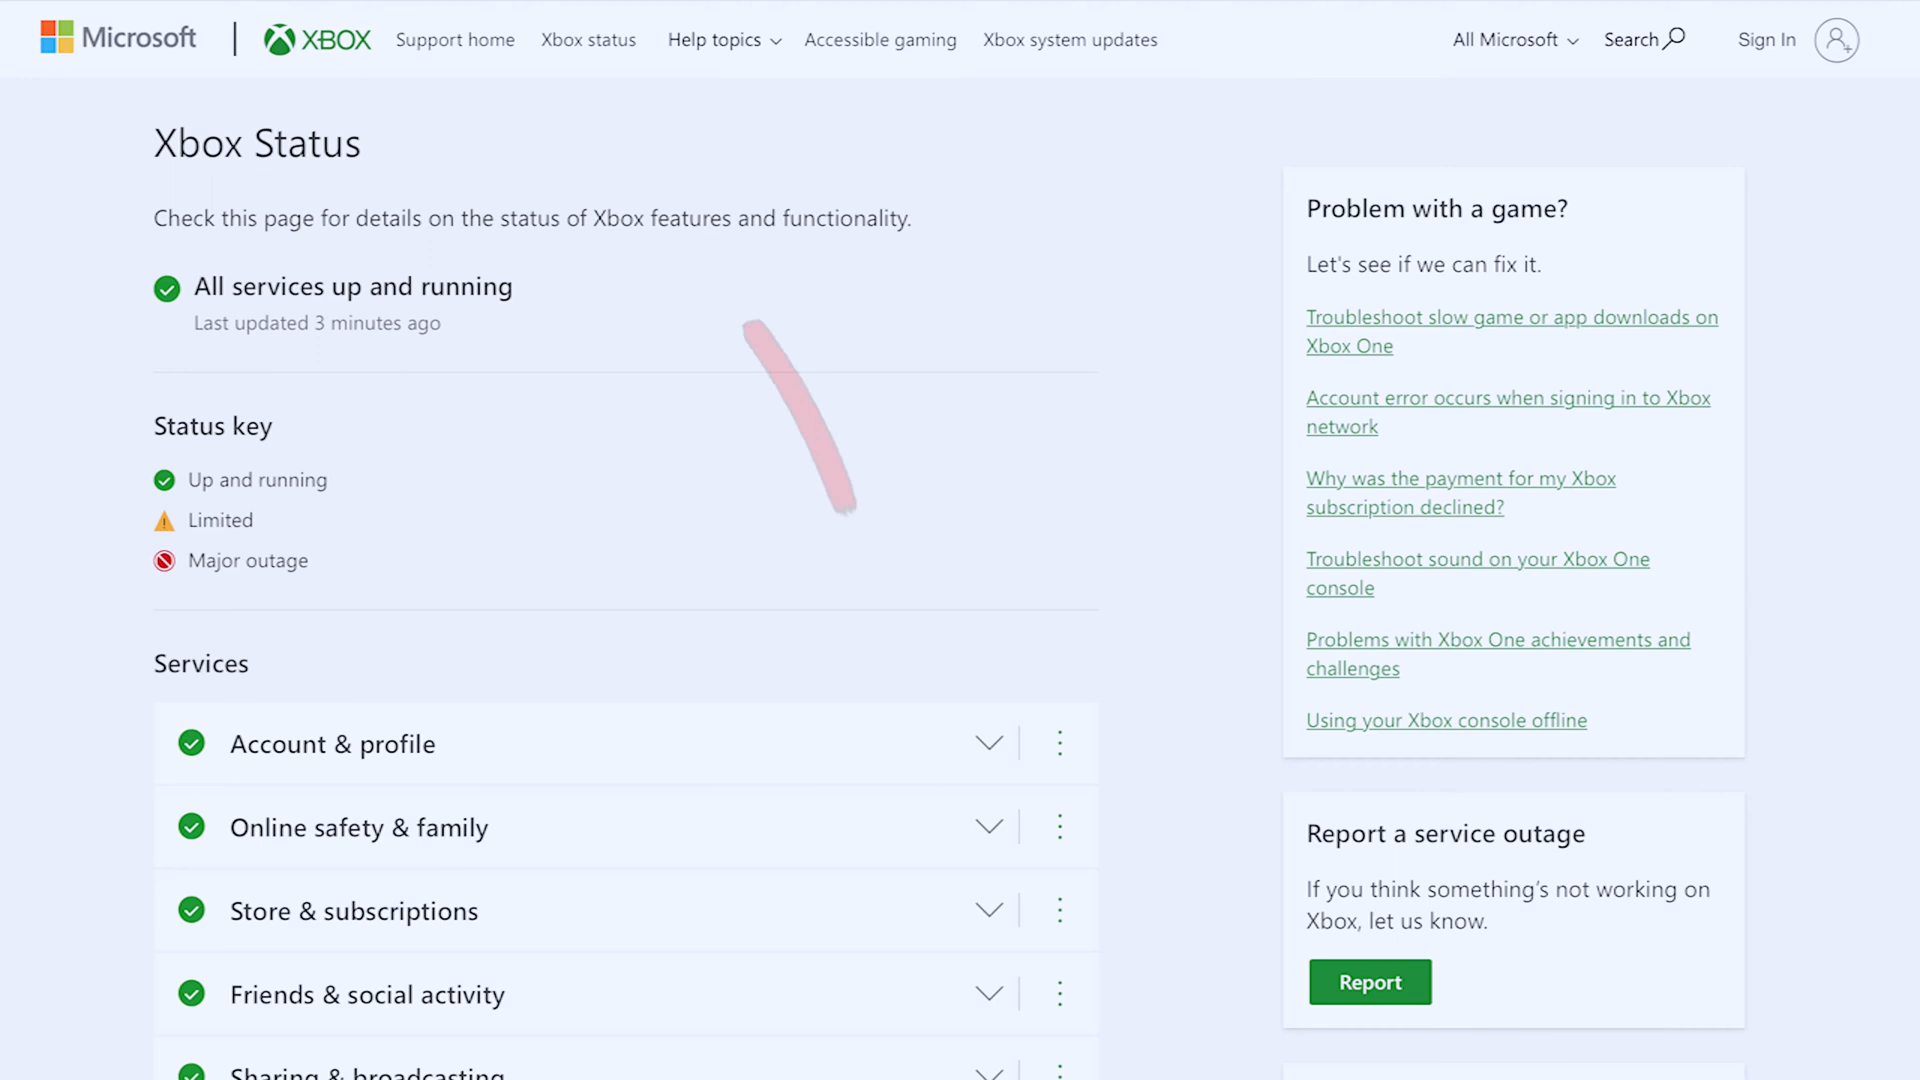 Microsoft
XBOX
Support home
Xbox status
Help topics
Accessible gaming
Xbox system updates
All Microsoft
Search
Sign In
Xbox Status
Check this page for details on the status of Xbox features and functionality.
All services up and running
Last updated 3 minutes ago
Status key
Up and running
Limited
Major outage
Services
Account & profile
Online safety & family
Store & subscriptions
Friends & social activity
Sharing & broadcasting
Problem with a game?
Let's see if we can fix it.
Troubleshoot slow game or app downloads on
Xbox One
Account error occurs when signing in to Xbox
network
Why was the payment for my Xbox
subscription declined?
Troubleshoot sound on your Xbox One
console
Problems with Xbox One achievements and
challenges
Using your Xbox console offline
Report a service outage
If you think something’s not working on
Xbox, let us know.
Report